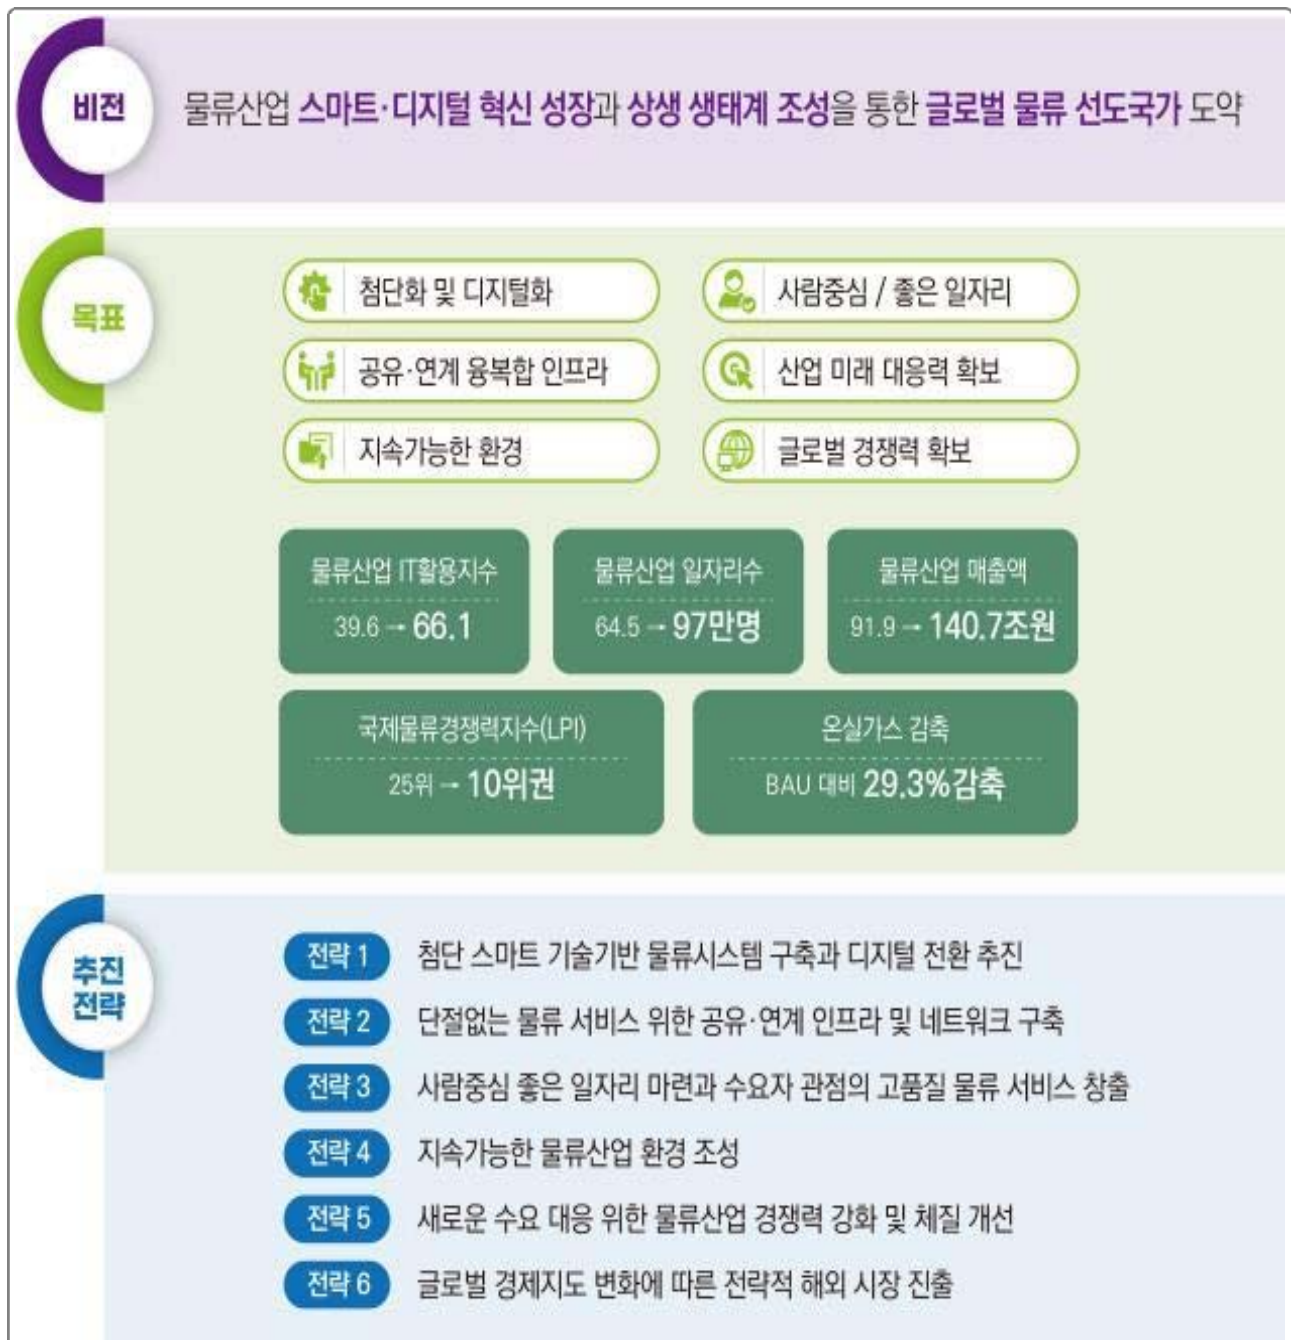 비전
물류산업 스마트·디지털 혁신 성장과 상생 생태계 조성을 통한 글로벌 물류 선도국가 도약
목표
첨단화 및 디지털화
사람중심 / 좋은 일자리
공유·연계 융복합 인프라
산업 미래 대응력 확보
지속가능한 환경
글로벌 경쟁력 확보
물류산업 IT활용지수
39.6 → 66.1
물류산업 일자리수
64.5 → 97만명
물류산업 매출액
91.9 → 140.7조원
국제물류경쟁력지수(LPI)
25위 → 10위권
온실가스 감축
BAU 대비 29.3%감축
추진
전략
전략 1 첨단 스마트 기술기반 물류시스템 구축과 디지털 전환 추진
전략 2 단절없는 물류 서비스 위한 공유·연계 인프라 및 네트워크 구축
전략 3 사람중심 좋은 일자리 마련과 수요자 관점의 고품질 물류 서비스 창출
전략 4 지속가능한 물류산업 환경 조성
전략 5 새로운 수요 대응 위한 물류산업 경쟁력 강화 및 체질 개선
전략 6 글로벌 경제지도 변화에 따른 전략적 해외 시장 진출